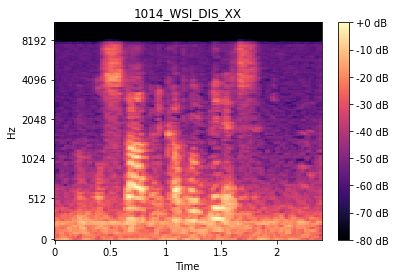 1014_WSI_DIS_XX
+0 dB
8192
-10 dB
4096
-20 dB
-30 dB
2048
Hz
-40 dB
1024
-50 dB
512
-60 dB
-70 dB
0
-80 dB
0
0.5
1
1.5
2
Time